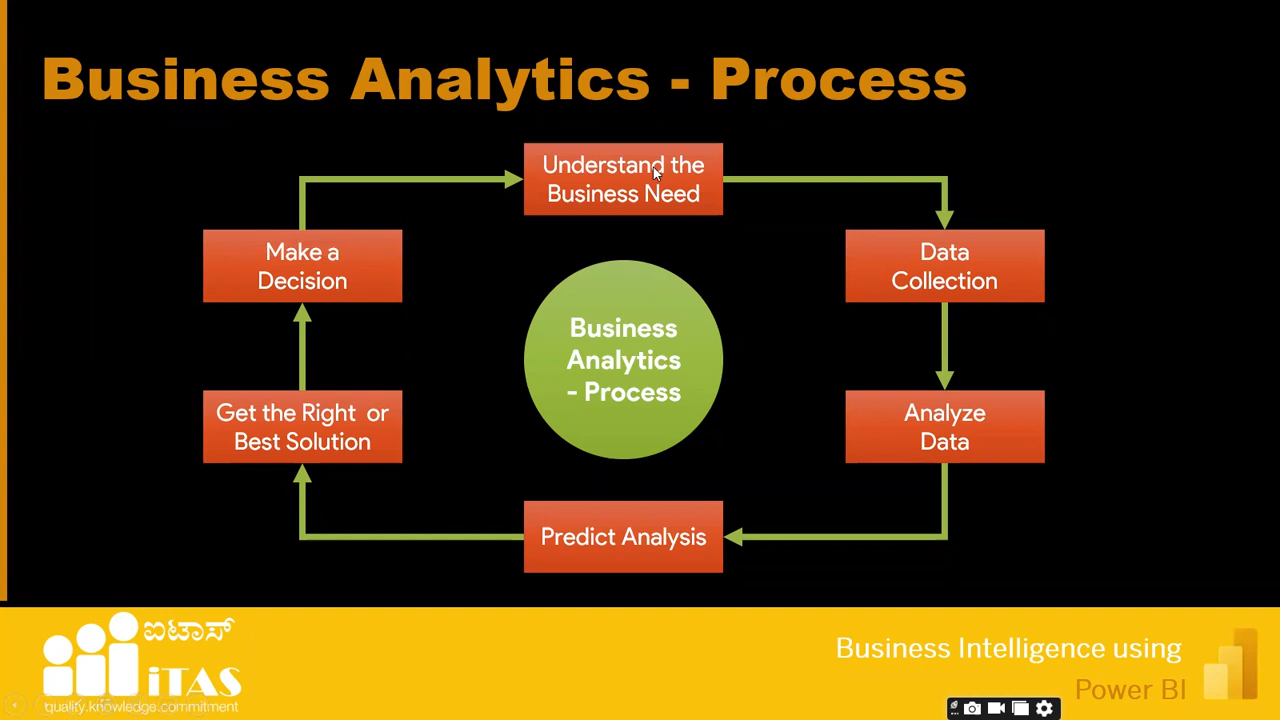 Business Analytics - Process
Understand the
Business Need
Make a
Decision
Data
Collection
Business
Analytics
- Process
Get the Right or
Best Solution
Analyze
Data
Predict Analysis
ಐಟಾಸ್
iTAS
quality.knowledge.commitment
Business Intelligence using
Power BI